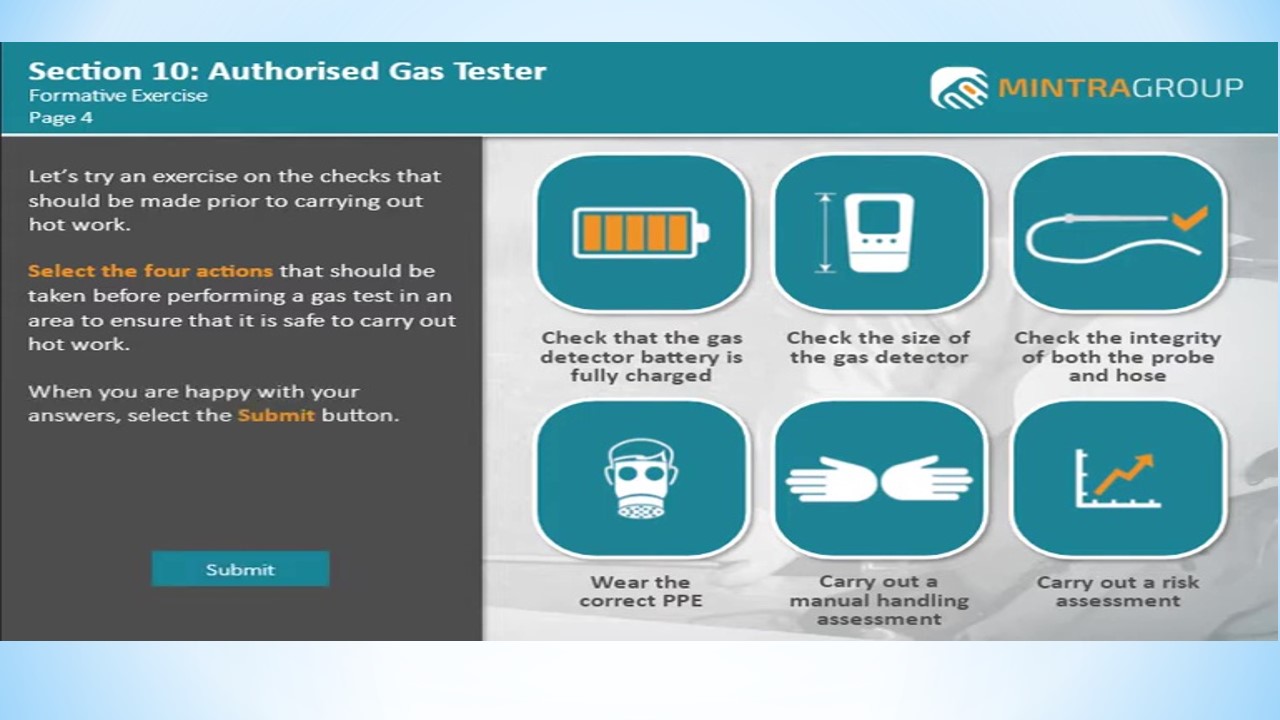 Section 10: Authorised Gas Tester
Formative Exercise
Page 4
MINTRAGROUP
Let's try an exercise on the checks that
should be made prior to carrying out
hot work.
Select the four actions that should be
taken before performing a gas test in an
area to ensure that it is safe to carry out
hot work.
When you are happy with your
answers, select the Submit button.
Submit
Check that the gas
detector battery is
fully charged
Check the size of
the gas detector
Check the integrity
of both the probe
and hose
Wear the
correct PPE
Carry out a
manual handling
assessment
Carry out a risk
assessment